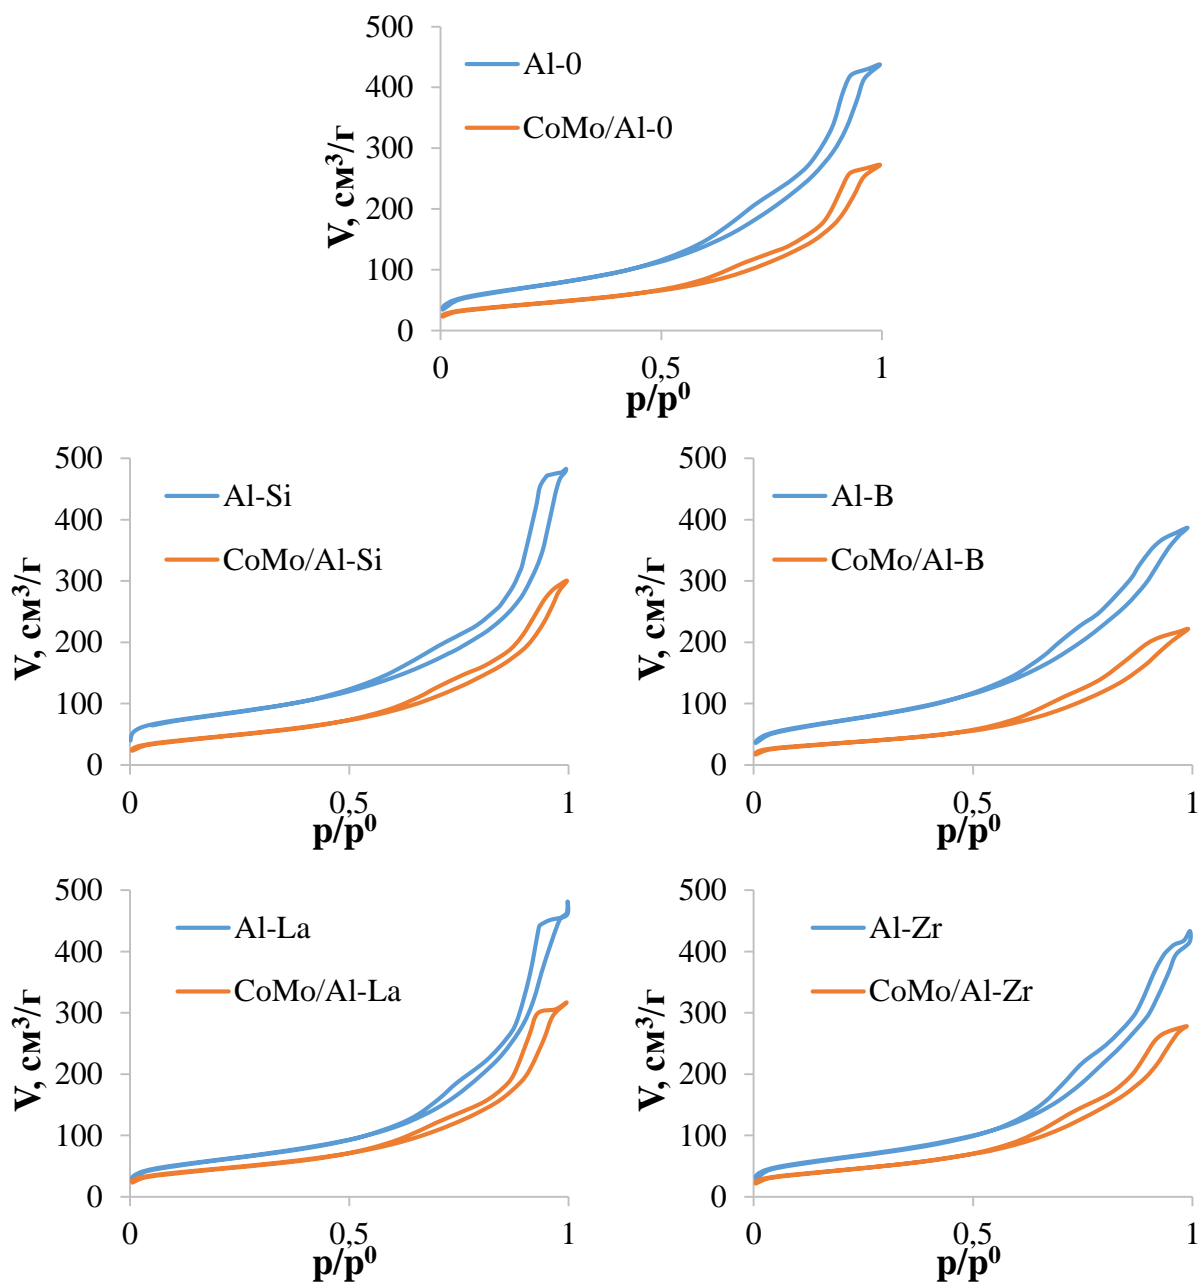 500
400
300
200
100
0
V, см³/г
Al-0
CoMo/Al-0
0
0,5
1
p/p⁰
500
400
300
200
100
0
V, см³/г
Al-Si
CoMo/Al-Si
0
0,5
1
p/p⁰
500
400
300
200
100
0
V, см³/г
Al-B
CoMo/Al-B
0
0,5
1
p/p⁰
500
400
300
200
100
0
V, см³/г
Al-La
CoMo/Al-La
0
0,5
1
p/p⁰
500
400
300
200
100
0
V, см³/г
Al-Zr
CoMo/Al-Zr
0
0,5
1
p/p⁰